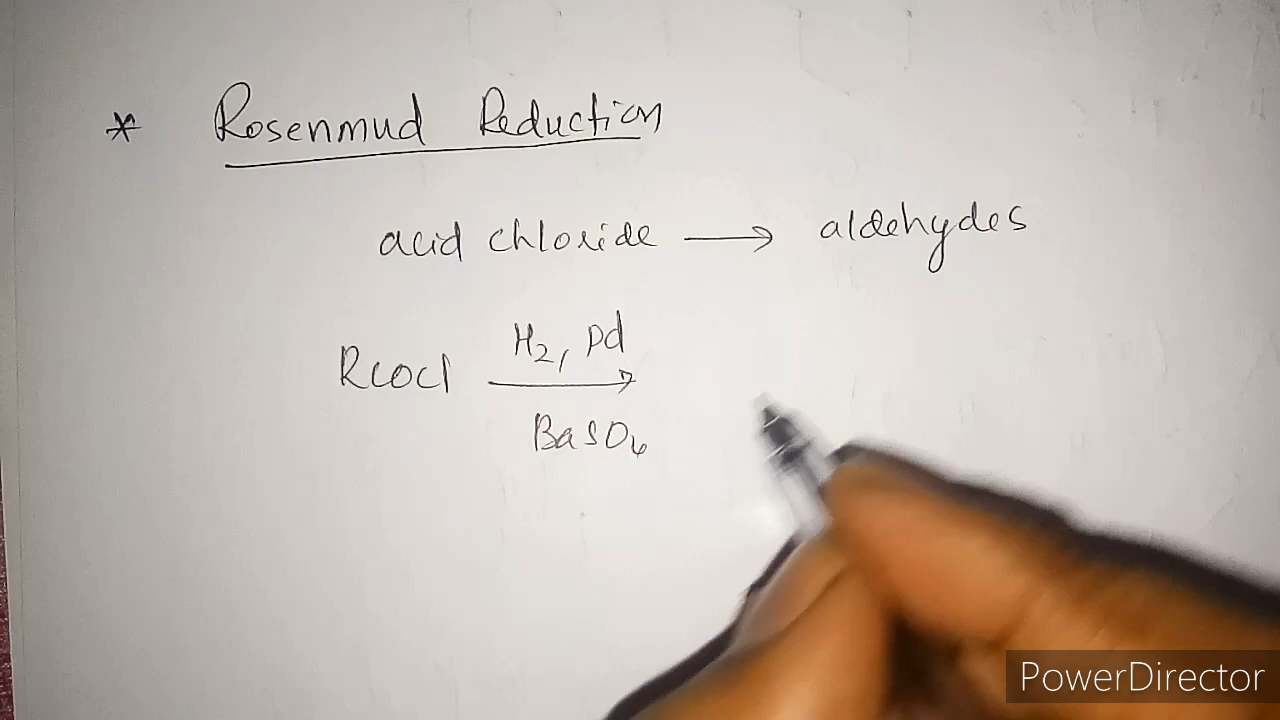 * Rosenmud Reduction
acid chloride → aldehydes
H2, Pd
RCOCl →
BaSO4
PowerDirector